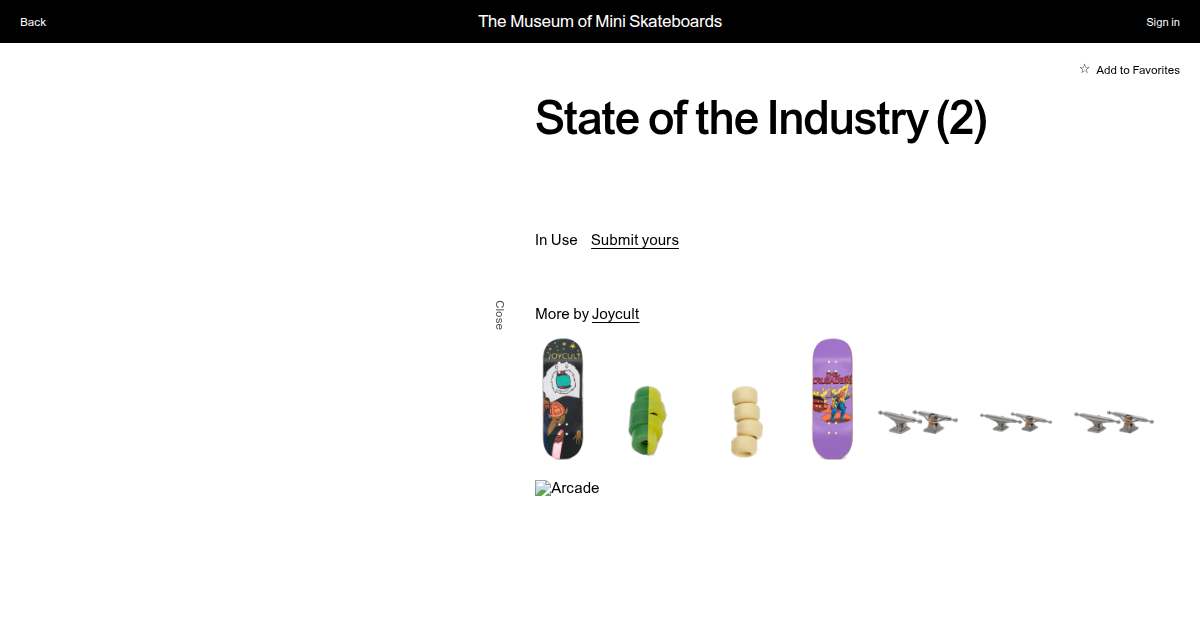 Back
The Museum of Mini Skateboards
Sign in
☆ Add to Favorites
State of the Industry (2)
In Use Submit yours
Close
More by Joycult
JOYCULT
CRUSADER
Arcade